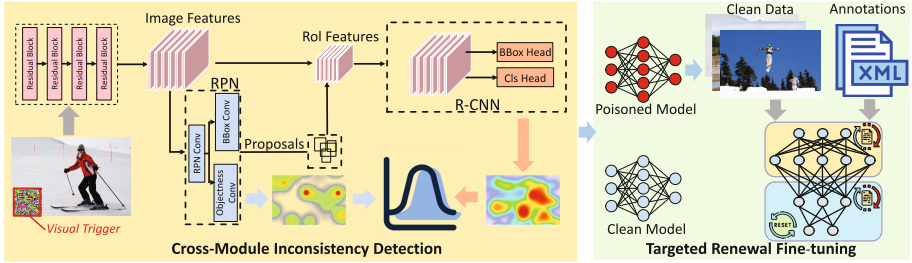 Image Features
RoI Features
Residual Block
Residual Block
Residual Block
Residual Block
RPN
RPN Conv
BBox Conv
Objectness
Conv
Proposals
BBox Head
Cls Head
R-CNN
Visual Trigger
Cross-Module Inconsistency Detection
Clean Data
Annotations
XML
Poisoned Model
Clean Model
RESET
Targeted Renewal Fine-tuning